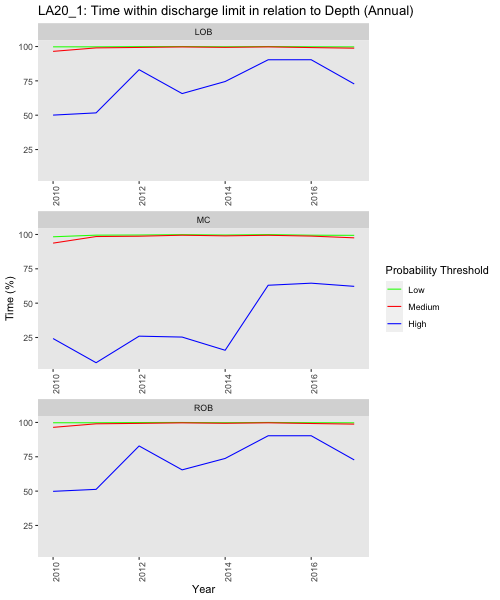 LA20_1: Time within discharge limit in relation to Depth (Annual)
LOB
100
75
50
25
2010
2012
2014
2016
MC
100
75
50
25
2010
2012
2014
2016
Time (%)
Probability Threshold
Low
Medium
High
ROB
100
75
50
25
2010
2012
2014
2016
Year